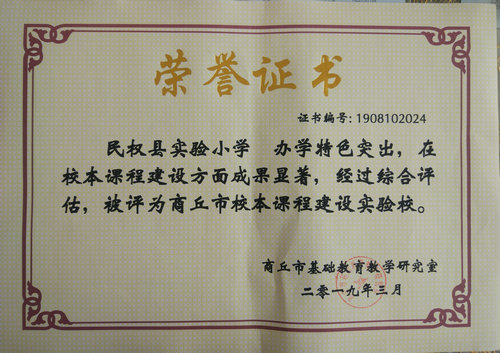 荣誉证书
证书编号:1908102024
民权县实验小学 办学特色突出，在
校本课程建设方面成果显著，经过综合评
估，被评为商丘市校本课程建设实验校。
商丘市基础教育教学研究室
二零一九年三月